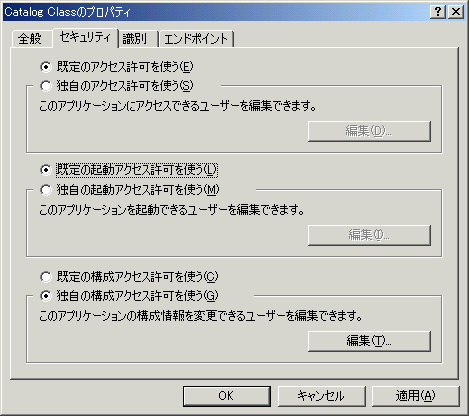 Catalog Classのプロパティ
全般 セキュリティ 識別 エンドポイント
既定のアクセス許可を使う(E)
独自のアクセス許可を使う(S)
このアプリケーションにアクセスできるユーザーを編集できます。
編集(D)...
既定の起動アクセス許可を使う(L)
独自の起動アクセス許可を使う(M)
このアプリケーションを起動できるユーザーを編集できます。
編集(I)...
既定の構成アクセス許可を使う(C)
独自の構成アクセス許可を使う(G)
このアプリケーションの構成情報を変更できるユーザーを編集できます。
編集(T)...
OK キャンセル 適用(A)